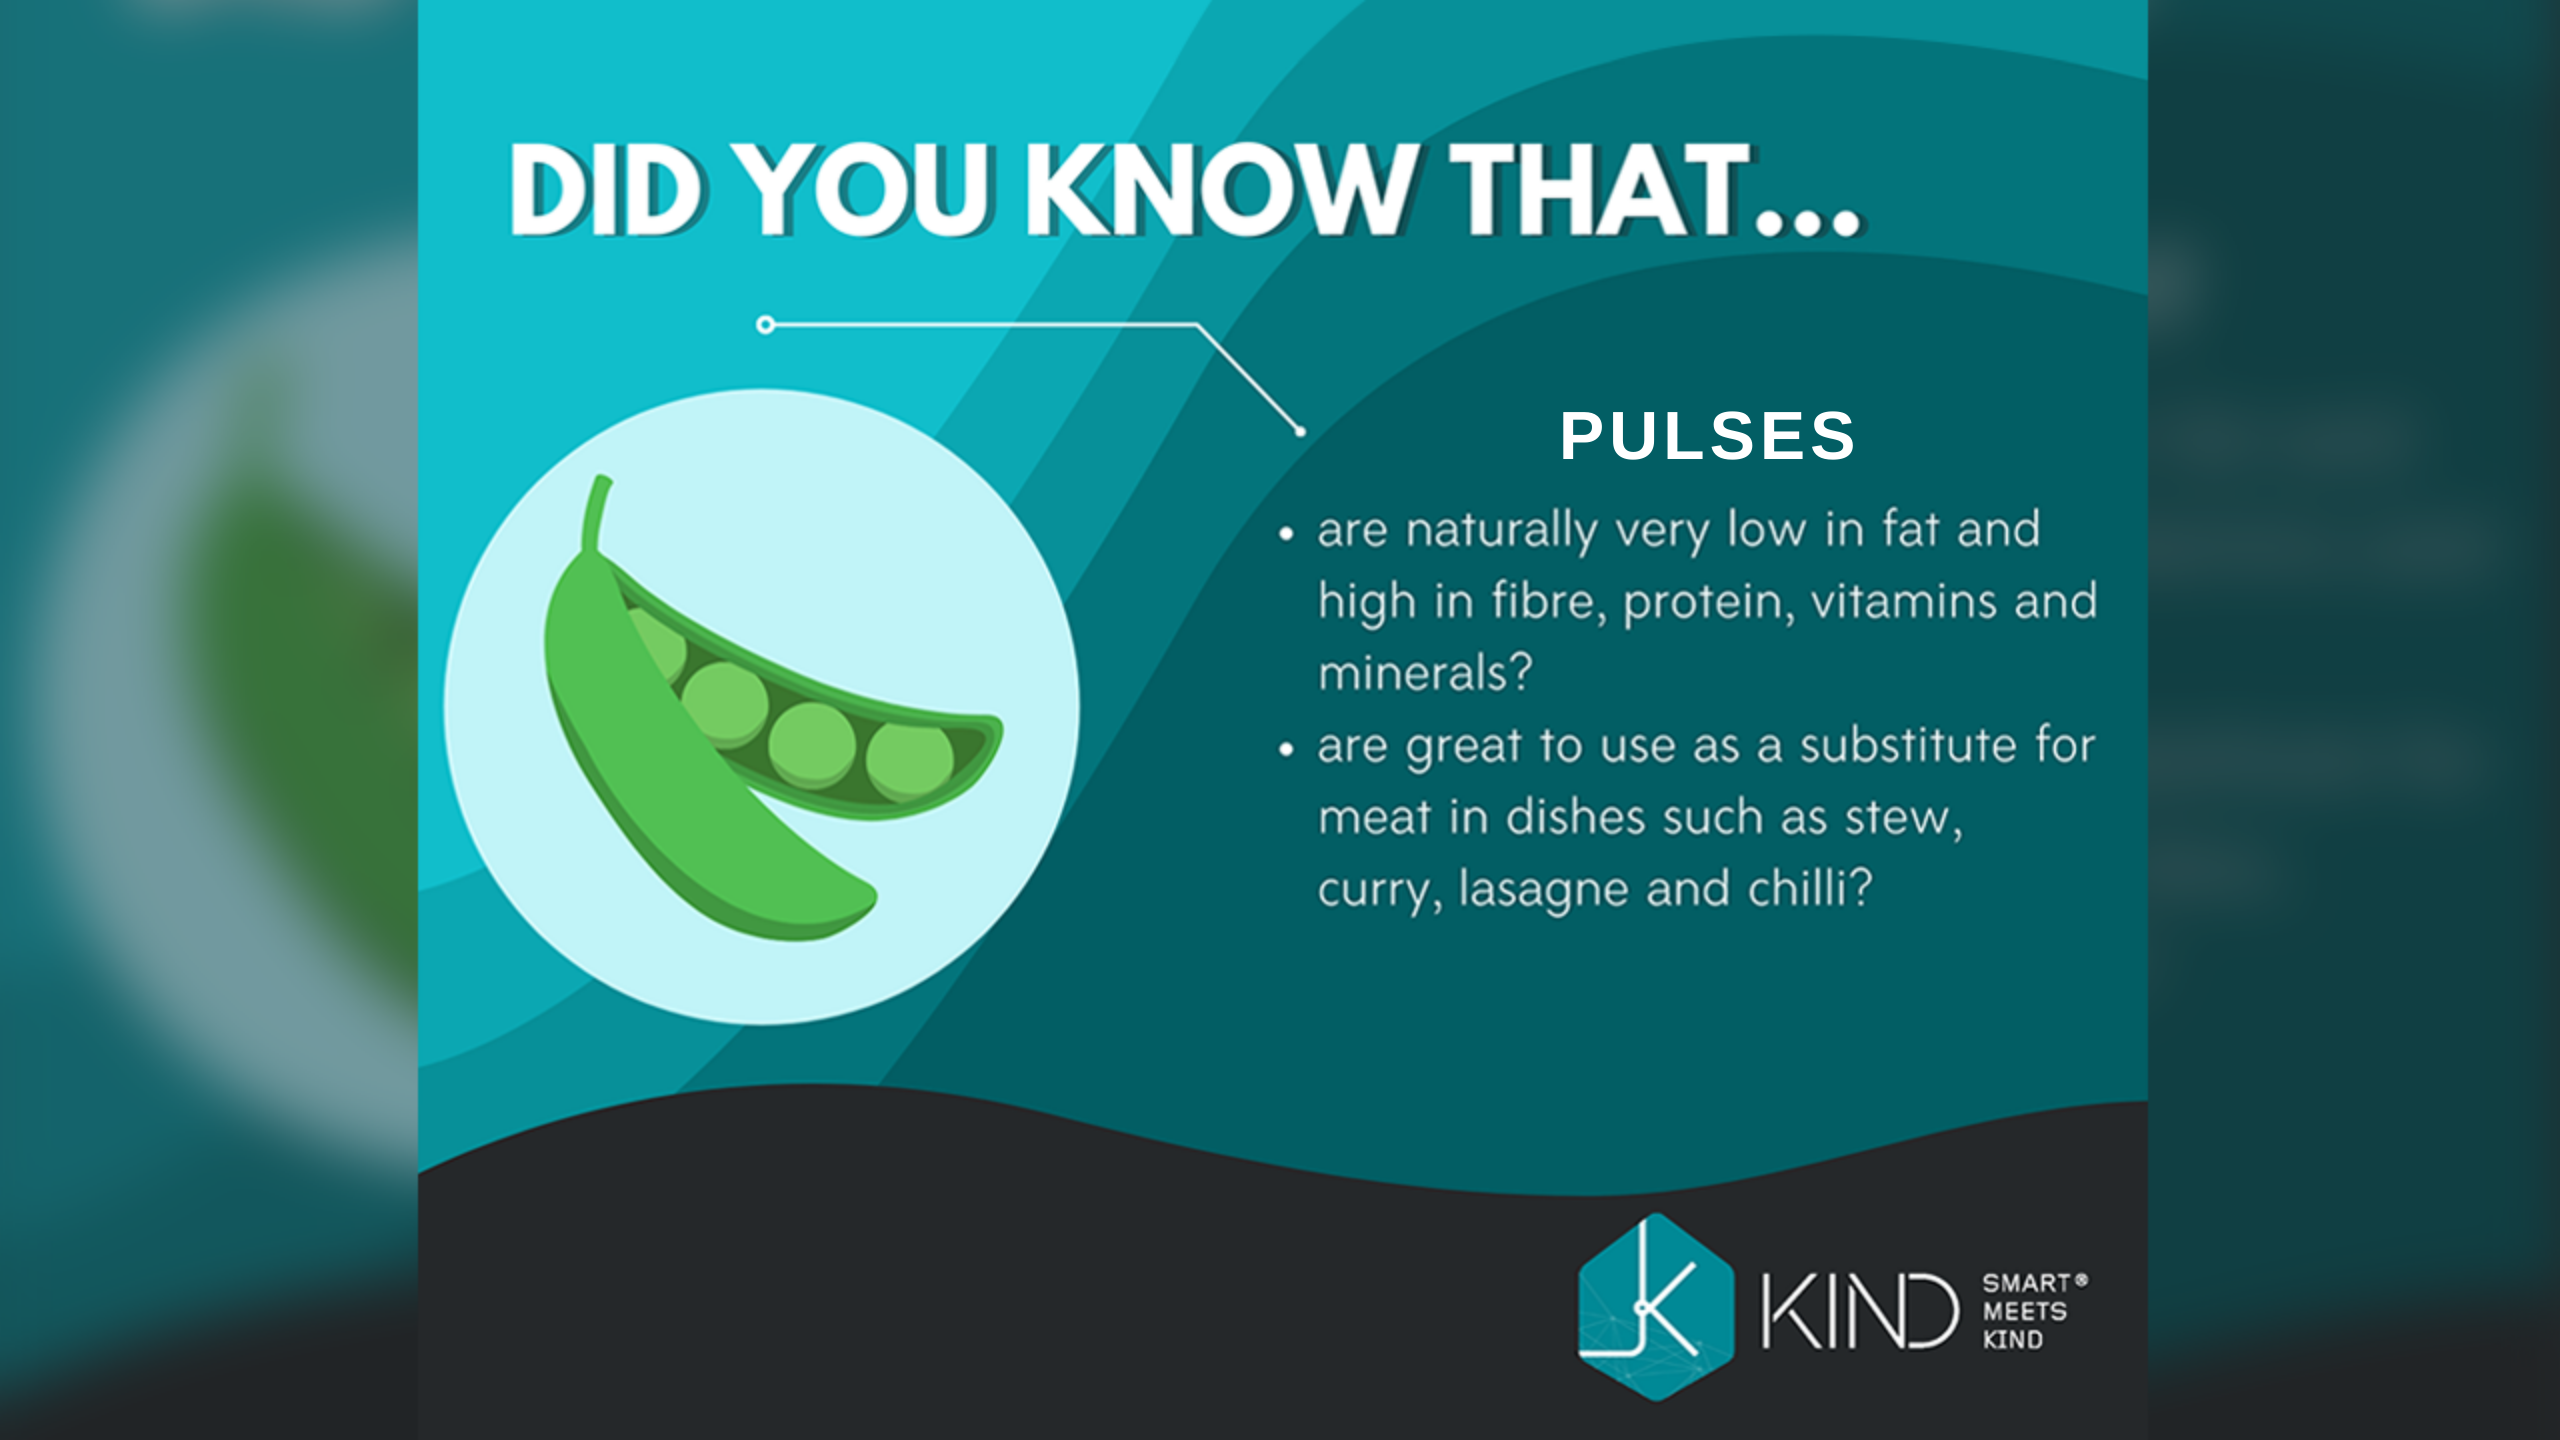 DID YOU KNOW THAT...
PULSES
• are naturally very low in fat and
high in fibre, protein, vitamins and
minerals?
• are great to use as a substitute for
meat in dishes such as stew,
curry, lasagne and chilli?
KIND
SMART®
MEETS
KIND